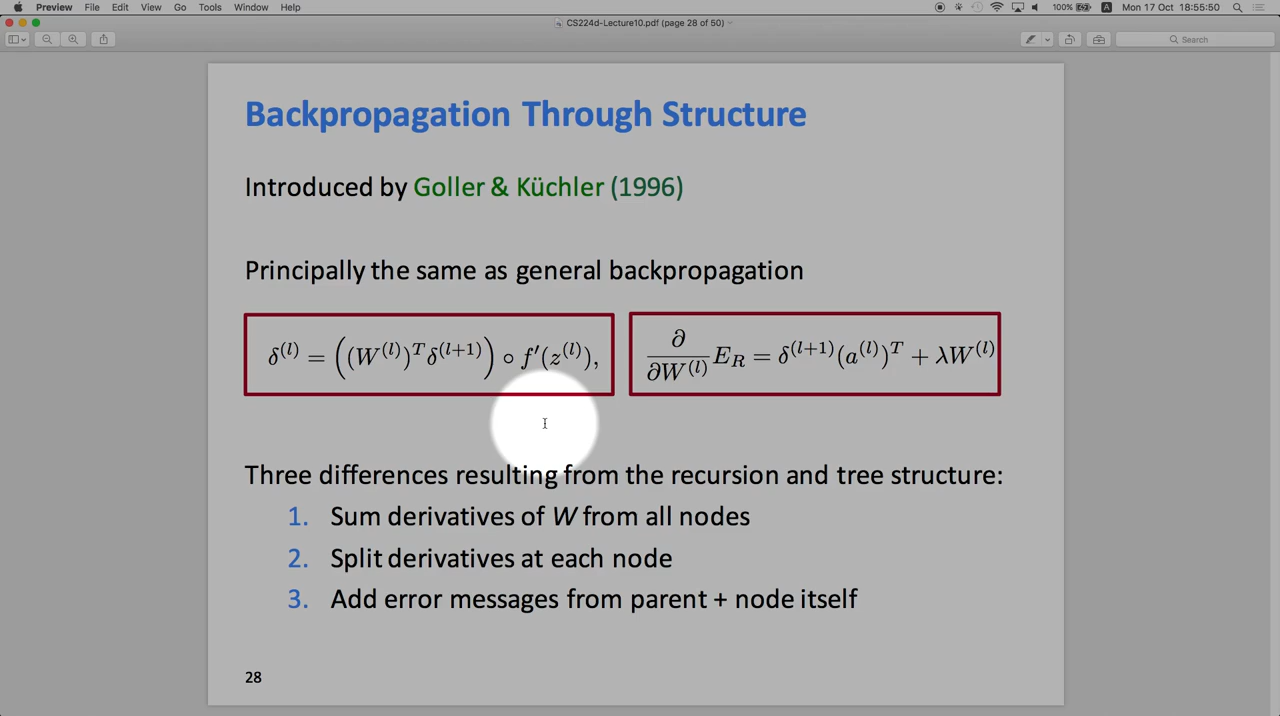 Preview File Edit View Go Tools Window Help 100% A Mon 17 Oct 18:55:50
CS224d-Lecture10.pdf (page 28 of 50)
Search
Backpropagation Through Structure
Introduced by Goller & Küchler (1996)
Principally the same as general backpropagation
δ^{(l)} = ((W^{(l)})^T δ^{(l+1)}) ∘ f′(z^{(l)}),
∂/∂W^{(l)} E_R = δ^{(l+1)}(a^{(l)})^T + λW^{(l)}
Three differences resulting from the recursion and tree structure:
1. Sum derivatives of W from all nodes
2. Split derivatives at each node
3. Add error messages from parent + node itself
28